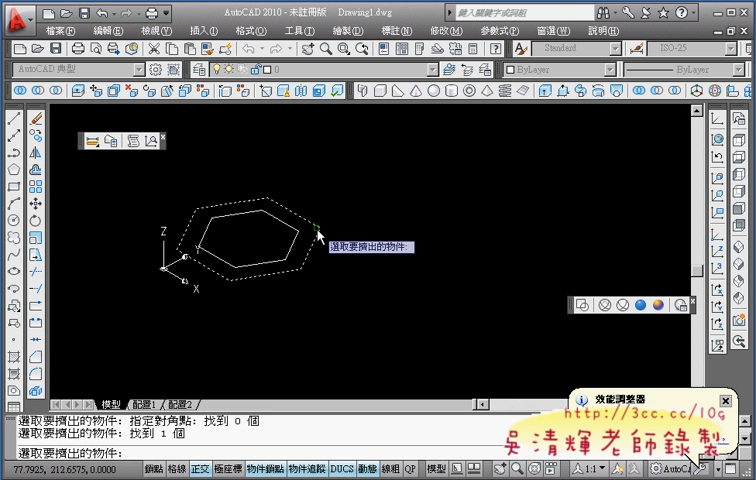 AutoCAD 2010 - 未註冊版 Drawing1.dwg
鍵入關鍵字或詞組
檔案(F) 編輯(E) 檢視(V) 插入(I) 格式(O) 工具(T) 繪製(D) 標註(N) 修改(M) 參數式(P) 視窗(W) 說明(H)
Standard ISO-25
AutoCAD 典型 0 ByLayer ByLayer
Z
Y
X
選取要擠出的物件:
模型 配置1 配置2
選取要擠出的物件: 指定對角點: 找到 0 個
選取要擠出的物件: 找到 1 個
選取要擠出的物件:
效能調整器
http://3cc.cc/10g
吳清輝老師錄製
77.7925, 212.6575, 0.0000 鎖點 格線 正交 極座標 物件鎖點 物件追蹤 DUCS 動態 線粗 QP 模型 1:1 AutoCA